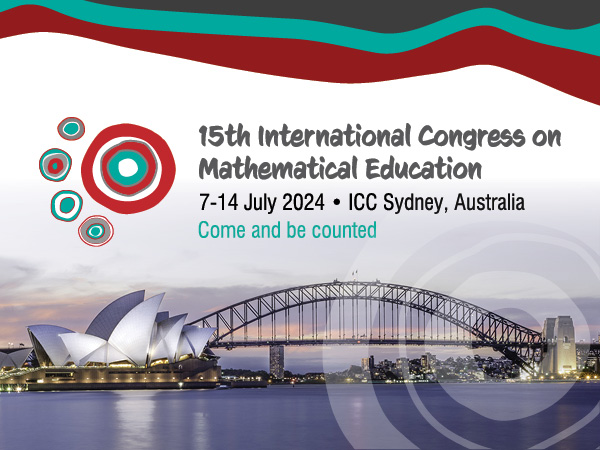 15th International Congress on
Mathematical Education
7-14 July 2024 • ICC Sydney, Australia
Come and be counted